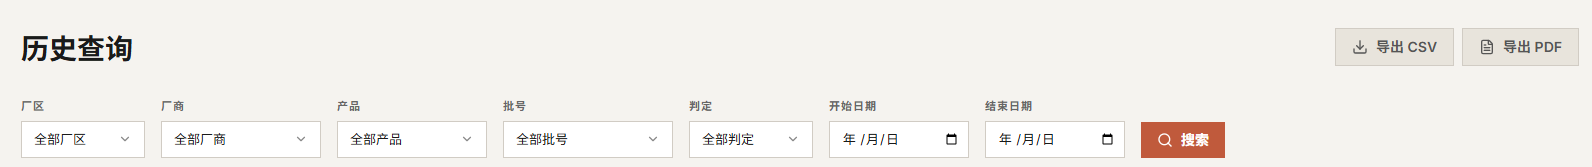 历史查询
导出 CSV
导出 PDF
厂区 厂商 产品 批号 判定 开始日期 结束日期
全部厂区 全部厂商 全部产品 全部批号 全部判定 年 /月/日 年 /月/日 搜索